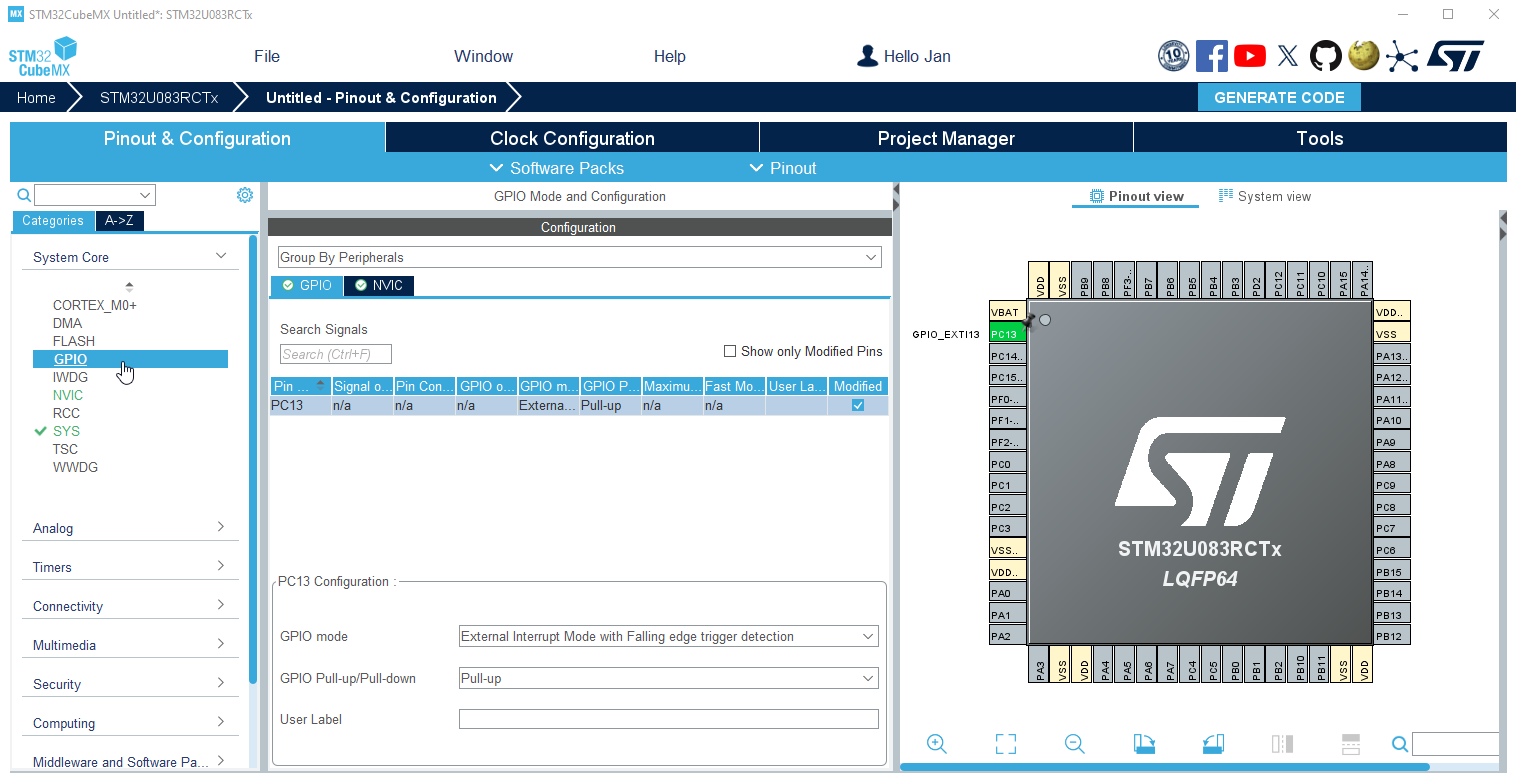 MX STM32CubeMX Untitled*: STM32U083RCTx
STM32
CubeMX
File
Window
Help
Hello Jan
10
ST
Home
STM32U083RCTx
Untitled - Pinout & Configuration
GENERATE CODE
Pinout & Configuration
Clock Configuration
Project Manager
Tools
Software Packs
Pinout
Categories
A->Z
System Core
CORTEX_M0+
DMA
FLASH
GPIO
IWDG
NVIC
RCC
SYS
TSC
WWDG
Analog
Timers
Connectivity
Multimedia
Security
Computing
Middleware and Software Pa...
GPIO Mode and Configuration
Configuration
Group By Peripherals
GPIO
NVIC
Search Signals
Search (Ctrl+F)
Show only Modified Pins
Pin ... Signal o... Pin Con... GPIO o... GPIO m... GPIO P... Maximu... Fast Mo... User La... Modified
PC13 n/a n/a n/a Externa... Pull-up n/a n/a
PC13 Configuration :
GPIO mode
External Interrupt Mode with Falling edge trigger detection
GPIO Pull-up/Pull-down
Pull-up
User Label
Pinout view
System view
VDD
VSS
PB9
PB8
PF3-..
PB7
PB6
PB5
PB4
PB3
PD2
PC12
PC11
PC10
PA15
PA14..
VBAT
GPIO_EXTI13
PC13
PC14..
PC15..
PF0-..
PF1-..
PF2-..
PC0
PC1
PC2
PC3
VSS..
VDD..
PA0
PA1
PA2
ST
STM32U083RCTx
LQFP64
VDD..
VSS
PA13..
PA12..
PA11..
PA10
PA9
PA8
PC9
PC8
PC7
PC6
PB15
PB14
PB13
PB12
PA3
VSS
VDD
PA4
PA5
PA6
PA7
PC4
PC5
PB0
PB1
PB2
PB10
PB11
VSS
VDD